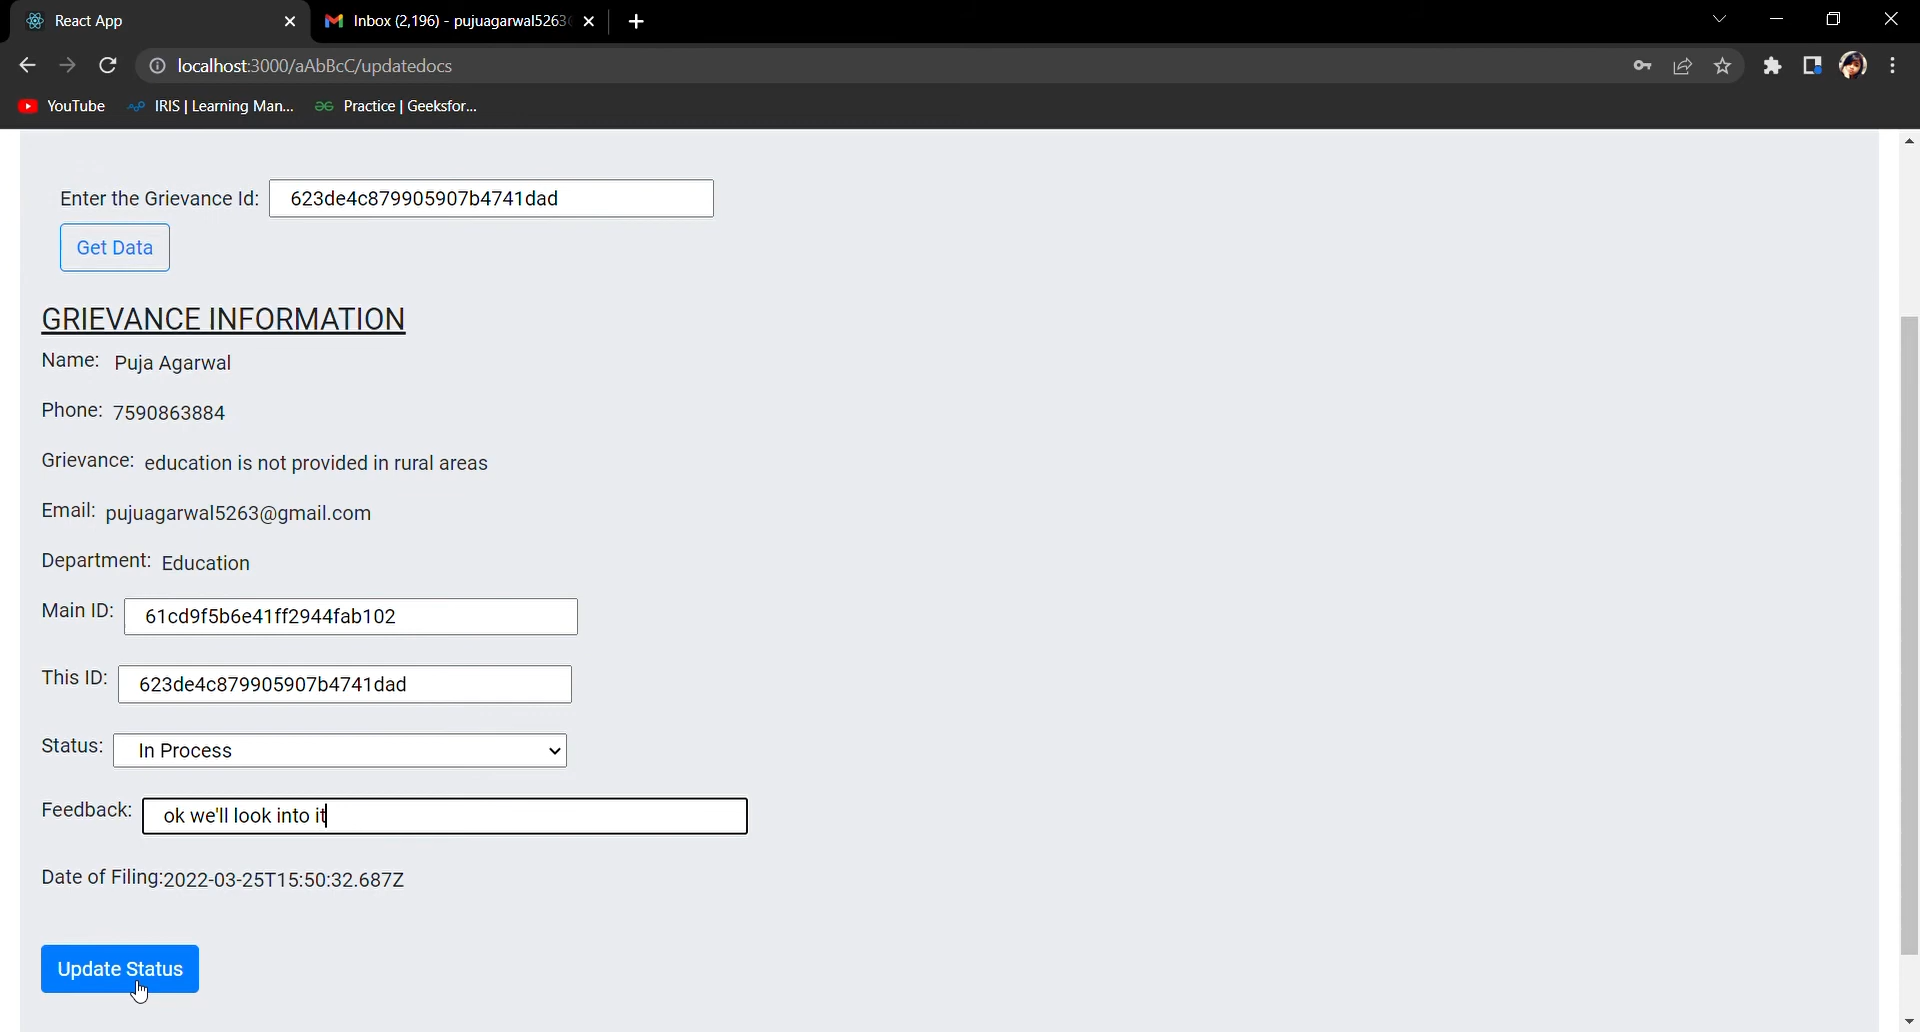 React App
Inbox (2,196) - pujuagarwal5263
localhost:3000/aAbBcC/updatedocs
YouTube
IRIS | Learning Man...
Practice | Geeksfor...
Enter the Grievance Id: 623de4c879905907b4741dad
Get Data
GRIEVANCE INFORMATION
Name: Puja Agarwal
Phone: 7590863884
Grievance: education is not provided in rural areas
Email: pujuagarwal5263@gmail.com
Department: Education
Main ID: 61cd9f5b6e41ff2944fab102
This ID: 623de4c879905907b4741dad
Status: In Process
Feedback: ok we'll look into it
Date of Filing:2022-03-25T15:50:32.687Z
Update Status